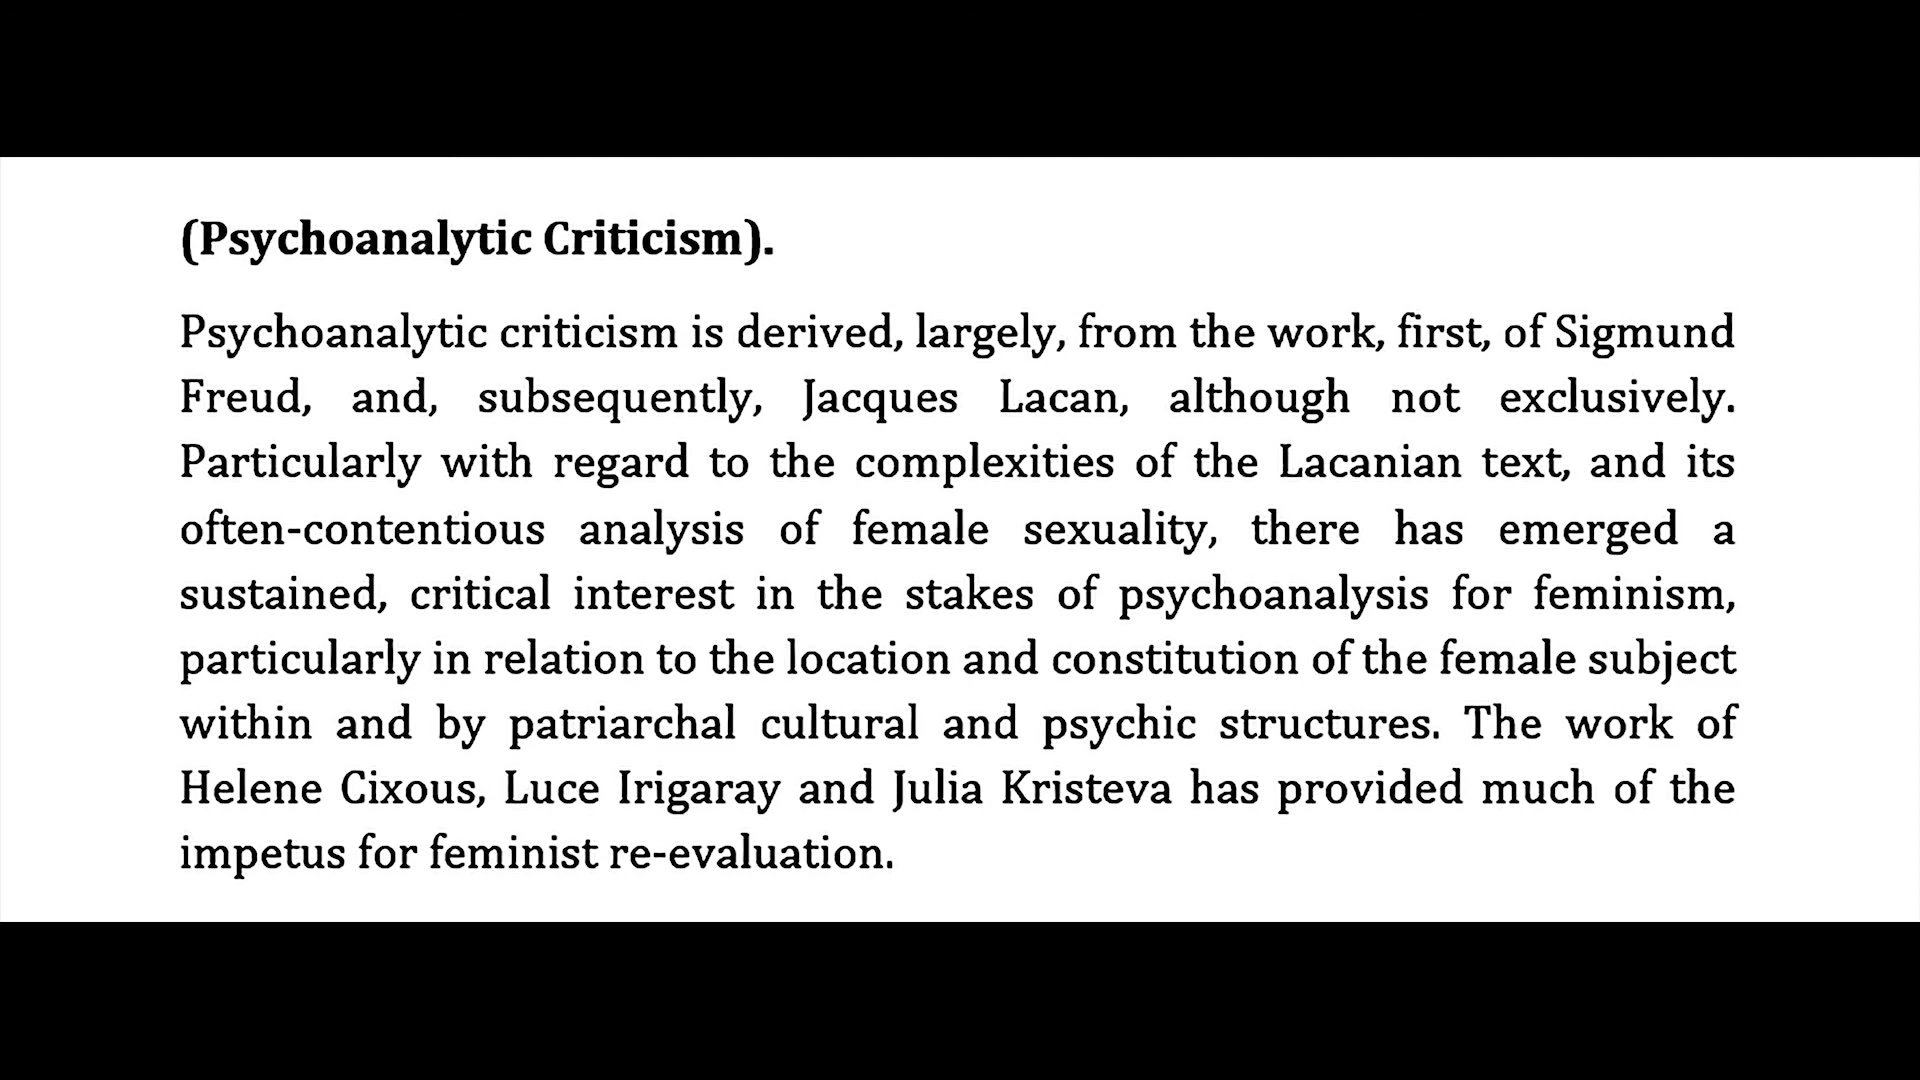 (Psychoanalytic Criticism).
Psychoanalytic criticism is derived, largely, from the work, first, of Sigmund
Freud, and, subsequently, Jacques Lacan, although not exclusively.
Particularly with regard to the complexities of the Lacanian text, and its
often-contentious analysis of female sexuality, there has emerged a
sustained, critical interest in the stakes of psychoanalysis for feminism,
particularly in relation to the location and constitution of the female subject
within and by patriarchal cultural and psychic structures. The work of
Helene Cixous, Luce Irigaray and Julia Kristeva has provided much of the
impetus for feminist re-evaluation.